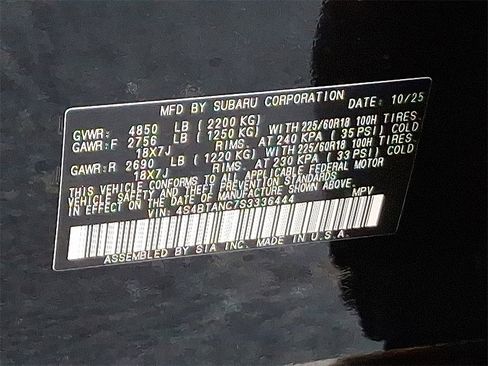 MFD BY SUBARU CORPORATION DATE: 10/25
GVWR: 4850 LB (2200 KG)
GAWR:F 2756 LB (1250 KG) WITH 225/60R18 100H TIRES
18X7J RIMS, AT 240 KPA (35 PSI) COLD
GAWR:R 2690 LB (1220 KG) WITH 225/60R18 100H TIRES
18X7J RIMS, AT 230 KPA (33 PSI) COLD
THIS VEHICLE CONFORMS TO ALL APPLICABLE FEDERAL MOTOR
VEHICLE SAFETY AND THEFT PREVENTION STANDARDS
IN EFFECT ON THE DATE OF MANUFACTURE SHOWN ABOVE.
VIN: 4S4BTANC7S3336444 MPV
ASSEMBLED BY SIA INC. MADE IN U.S.A.